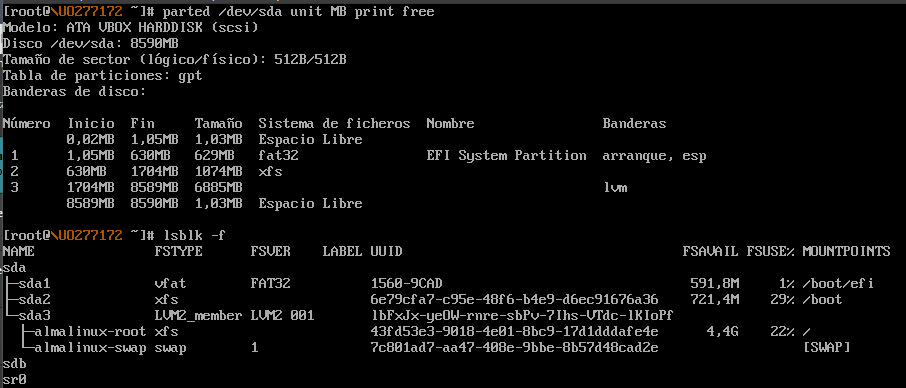 [root@\UO277172 ~]# parted /dev/sda unit MB print free
Modelo: ATA VBOX HARDDISK (scsi)
Disco /dev/sda: 8590MB
Tamaño de sector (lógico/físico): 512B/512B
Tabla de particiones: gpt
Banderas de disco:
Número  Inicio  Fin     Tamaño  Sistema de ficheros  Nombre                Banderas
        0,02MB  1,05MB  1,03MB  Espacio Libre
 1      1,05MB  630MB   629MB   fat32                EFI System Partition  arranque, esp
 2      630MB   1704MB  1074MB  xfs
 3      1704MB  8589MB  6885MB                                             lvm
        8589MB  8590MB  1,03MB  Espacio Libre
[root@\UO277172 ~]# lsblk -f
NAME               FSTYPE      FSVER    LABEL UUID                                   FSAVAIL FSUSE% MOUNTPOINTS
sda
├─sda1             vfat        FAT32          1560-9CAD                               591,8M     1% /boot/efi
├─sda2             xfs                        6e79cfa7-c95e-48f6-b4e9-d6ec91676a36    721,4M    29% /boot
└─sda3             LVM2_member LVM2 001       lbFxJx-yeOW-rnre-sbPv-7Ihs-VTdc-lKIoPf
  ├─almalinux-root xfs                        43fd53e3-9018-4e01-8bc9-17d1dddafe4e      4,4G    22% /
  └─almalinux-swap swap        1              7c801ad7-aa47-408e-9bbe-8b57d48cad2e                  [SWAP]
sdb
sr0